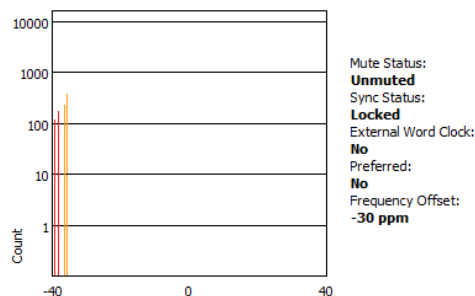 10000
1000
100
10
1
Count
-40
0
40
Mute Status:
Unmuted
Sync Status:
Locked
External Word Clock:
No
Preferred:
No
Frequency Offset:
-30 ppm